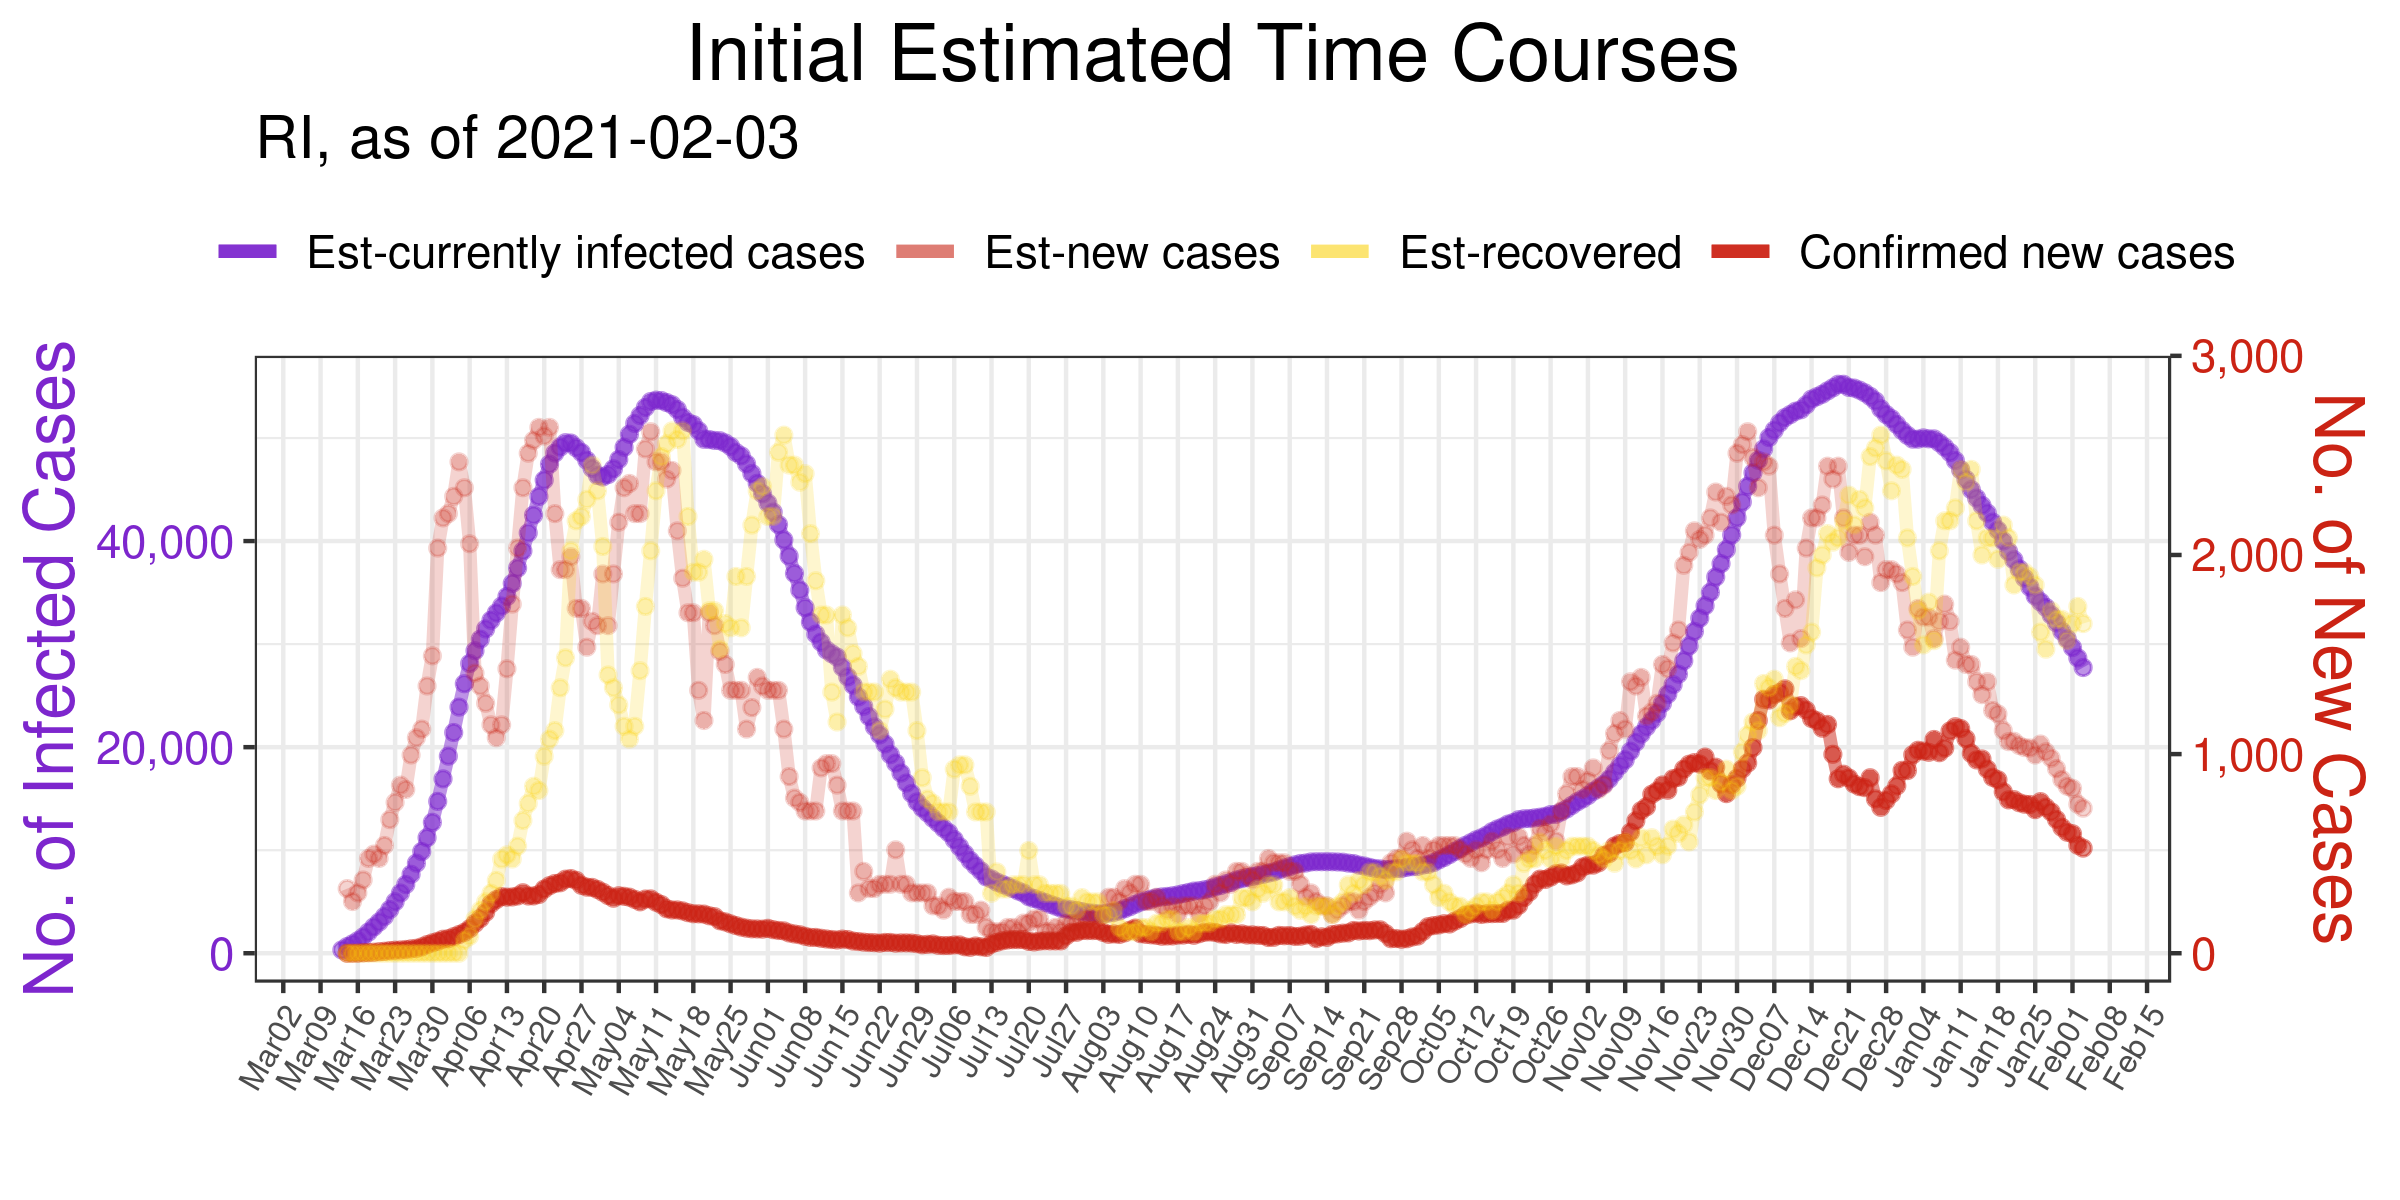 Initial Estimated Time Courses
RI, as of 2021-02-03
Est-currently infected cases Est-new cases Est-recovered Confirmed new cases
No. of Infected Cases
40,000
20,000
0
3,000
2,000
1,000
0
No. of New Cases
Mar02 Mar09 Mar16 Mar23 Mar30 Apr06 Apr13 Apr20 Apr27 May04 May11 May18 May25 Jun01 Jun08 Jun15 Jun22 Jun29 Jul06 Jul13 Jul20 Jul27 Aug03 Aug10 Aug17 Aug24 Aug31 Sep07 Sep14 Sep21 Sep28 Oct05 Oct12 Oct19 Oct26 Nov02 Nov09 Nov16 Nov23 Nov30 Dec07 Dec14 Dec21 Dec28 Jan04 Jan11 Jan18 Jan25 Feb01 Feb08 Feb15